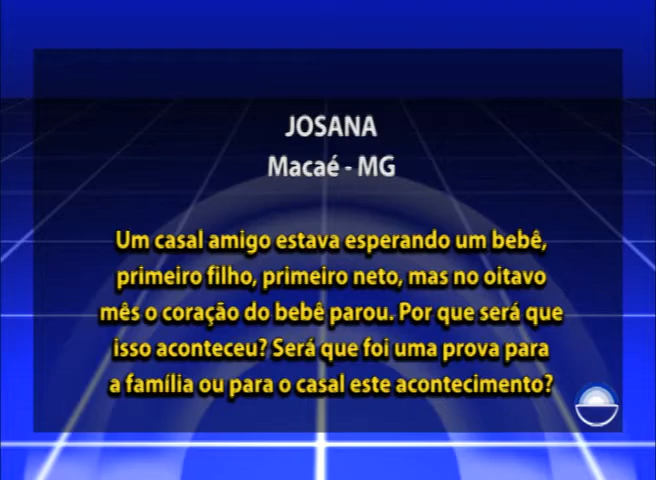 JOSANA
Macaé - MG
Um casal amigo estava esperando um bebê,
primeiro filho, primeiro neto, mas no oitavo
mês o coração do bebê parou. Por que será que
isso aconteceu? Será que foi uma prova para
a família ou para o casal este acontecimento?